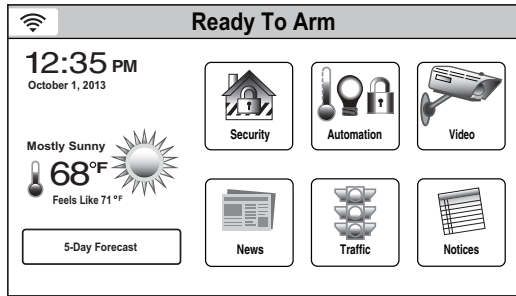 Ready To Arm
12:35 PM
October 1, 2013
Mostly Sunny
68°F
Feels Like 71°F
5-Day Forecast
Security
Automation
Video
News
Traffic
Notices